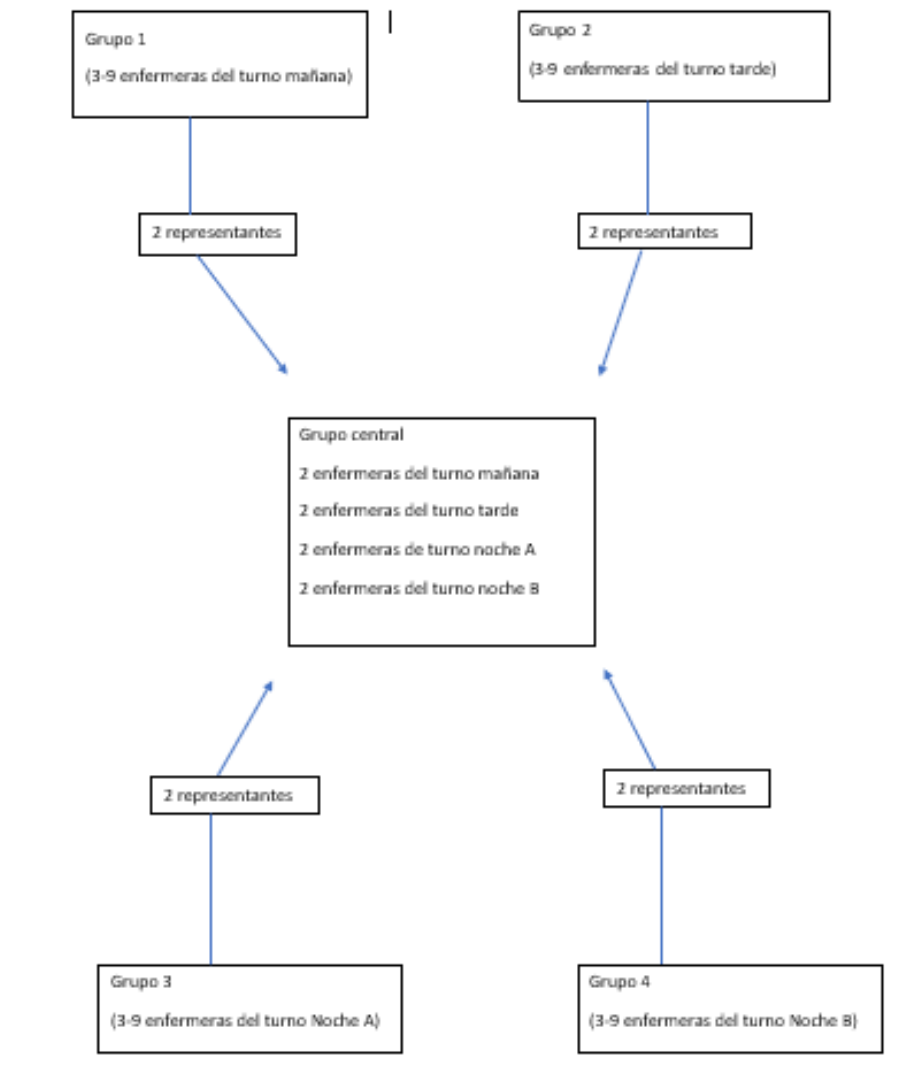 Grupo 1
(3-9 enfermeras del turno mañana)
Grupo 2
(3-9 enfermeras del turno tarde)
2 representantes
2 representantes
Grupo central
2 enfermeras del turno mañana
2 enfermeras del turno tarde
2 enfermeras de turno noche A
2 enfermeras del turno noche B
2 representantes
2 representantes
Grupo 3
(3-9 enfermeras del turno Noche A)
Grupo 4
(3-9 enfermeras del turno Noche B)